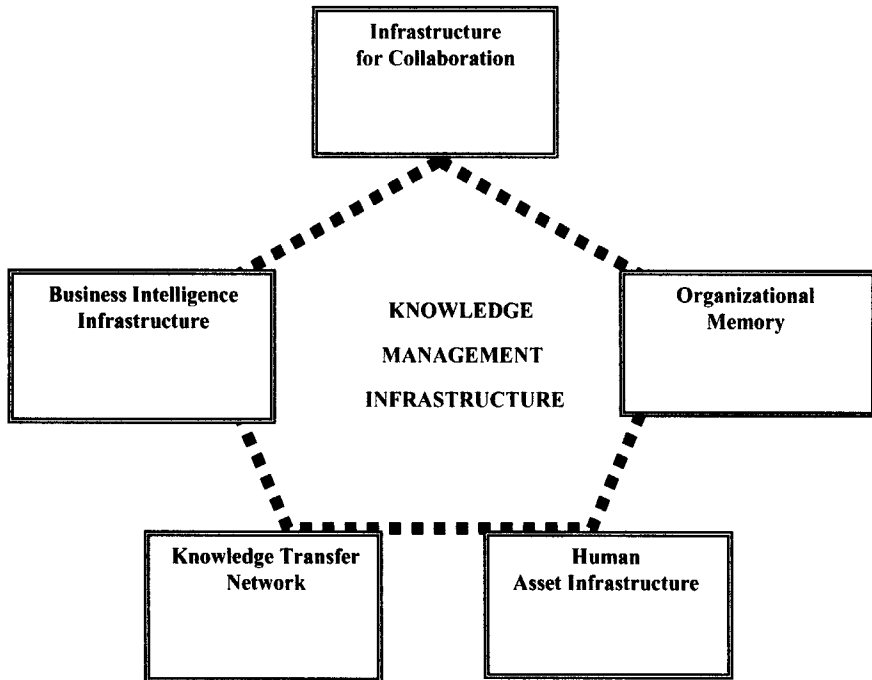 Infrastructure
for Collaboration
Business Intelligence
Infrastructure
KNOWLEDGE
MANAGEMENT
INFRASTRUCTURE
Organizational
Memory
Knowledge Transfer
Network
Human
Asset Infrastructure